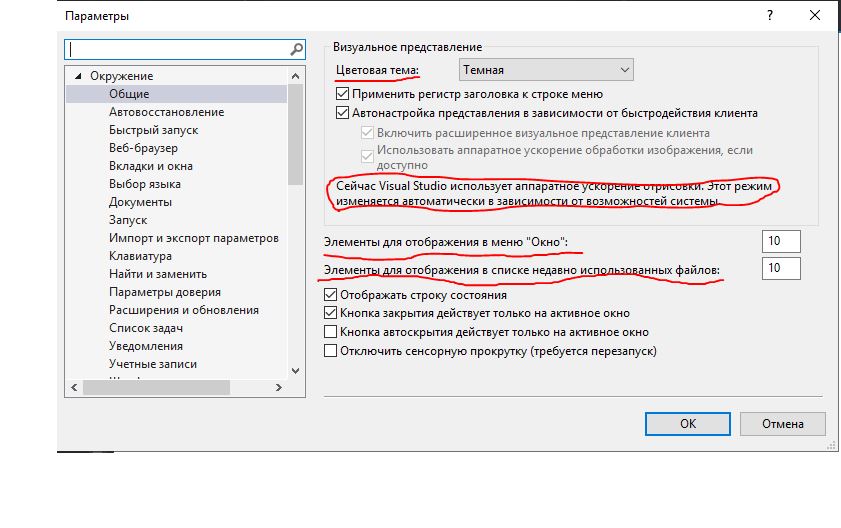 Параметры
?
Окружение
Общие
Автовосстановление
Быстрый запуск
Веб-браузер
Вкладки и окна
Выбор языка
Документы
Запуск
Импорт и экспорт параметров
Клавиатура
Найти и заменить
Параметры доверия
Расширения и обновления
Список задач
Уведомления
Учетные записи
Визуальное представление
Цветовая тема:
Темная
Применить регистр заголовка к строке меню
Автонастройка представления в зависимости от быстродействия клиента
Включить расширенное визуальное представление клиента
Использовать аппаратное ускорение обработки изображения, если
доступно
Сейчас Visual Studio использует аппаратное ускорение отрисовки. Этот режим
изменяется автоматически в зависимости от возможностей системы.
Элементы для отображения в меню "Окно":
10
Элементы для отображения в списке недавно использованных файлов:
10
Отображать строку состояния
Кнопка закрытия действует только на активное окно
Кнопка автоскрытия действует только на активное окно
Отключить сенсорную прокрутку (требуется перезапуск)
OK
Отмена